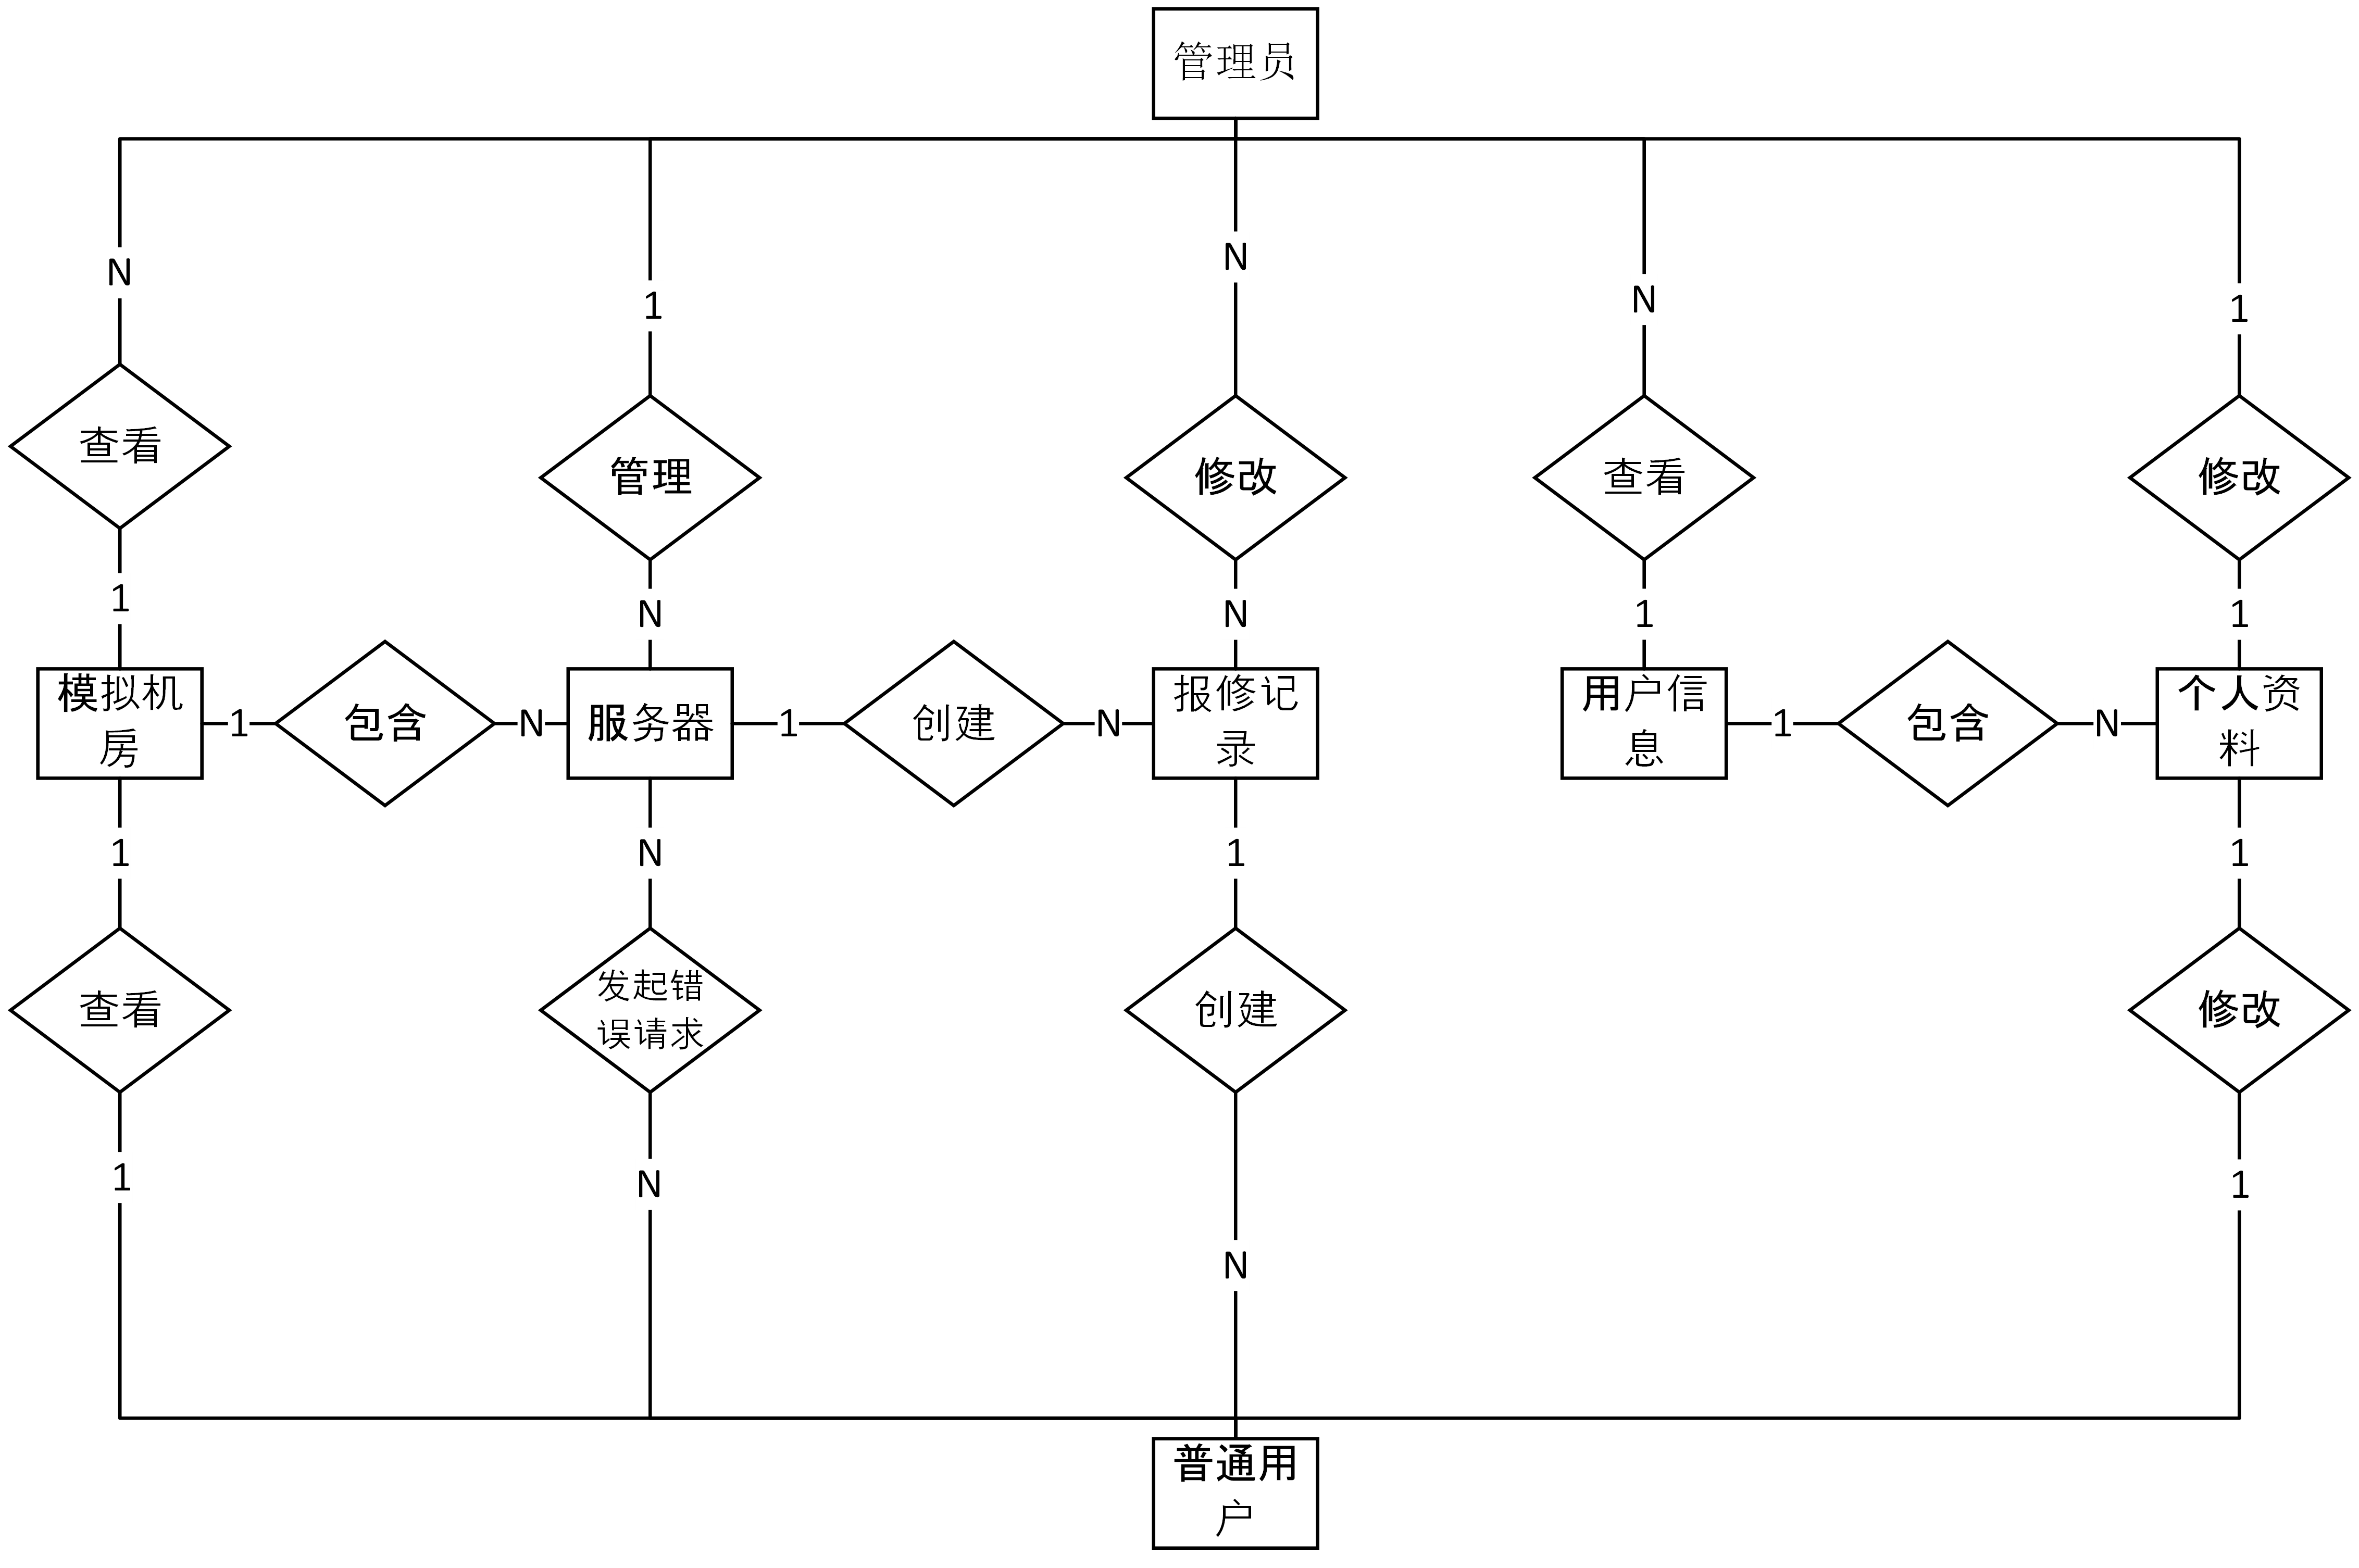 管理员
N
1
N
N
1
查看
管理
修改
查看
修改
1
N
N
1
1
模拟机
房
1
包含
N
服务器
1
创建
N
报修记
录
用户信
息
1
包含
N
个人资
料
1
N
1
1
查看
发起错
误请求
创建
修改
1
N
N
1
普通用
户